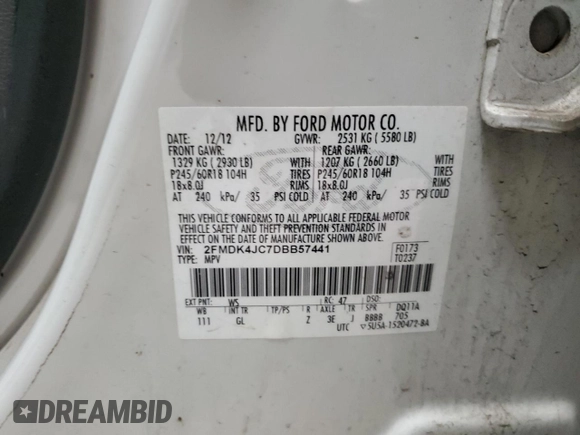 MFD. BY FORD MOTOR CO.
DATE: 12/12 GVWR: 2531 KG ( 5580 LB)
FRONT GAWR: REAR GAWR:
1329 KG ( 2930 LB) WITH 1207 KG ( 2660 LB) WITH
P245/60R18 104H TIRES P245/60R18 104H TIRES
18x8.0J RIMS 18x8.0J RIMS
AT 240 kPa/ 35 PSI COLD AT 240 kPa/ 35 PSI COLD
THIS VEHICLE CONFORMS TO ALL APPLICABLE FEDERAL MOTOR
VEHICLE SAFETY AND THEFT PREVENTION STANDARDS IN
EFFECT ON THE DATE OF MANUFACTURE SHOWN ABOVE.
VIN: 2FMDK4JC7DBB57441 F0173
TYPE: MPV T0237
EXT PNT: WS RC: 47 DSO:
WB INT TR TP/PS R AXLE TR SPR DQ11A
111 GL Z 3E J BBBB 705
UTC 5U5A-1520472-BA
DREAMBID